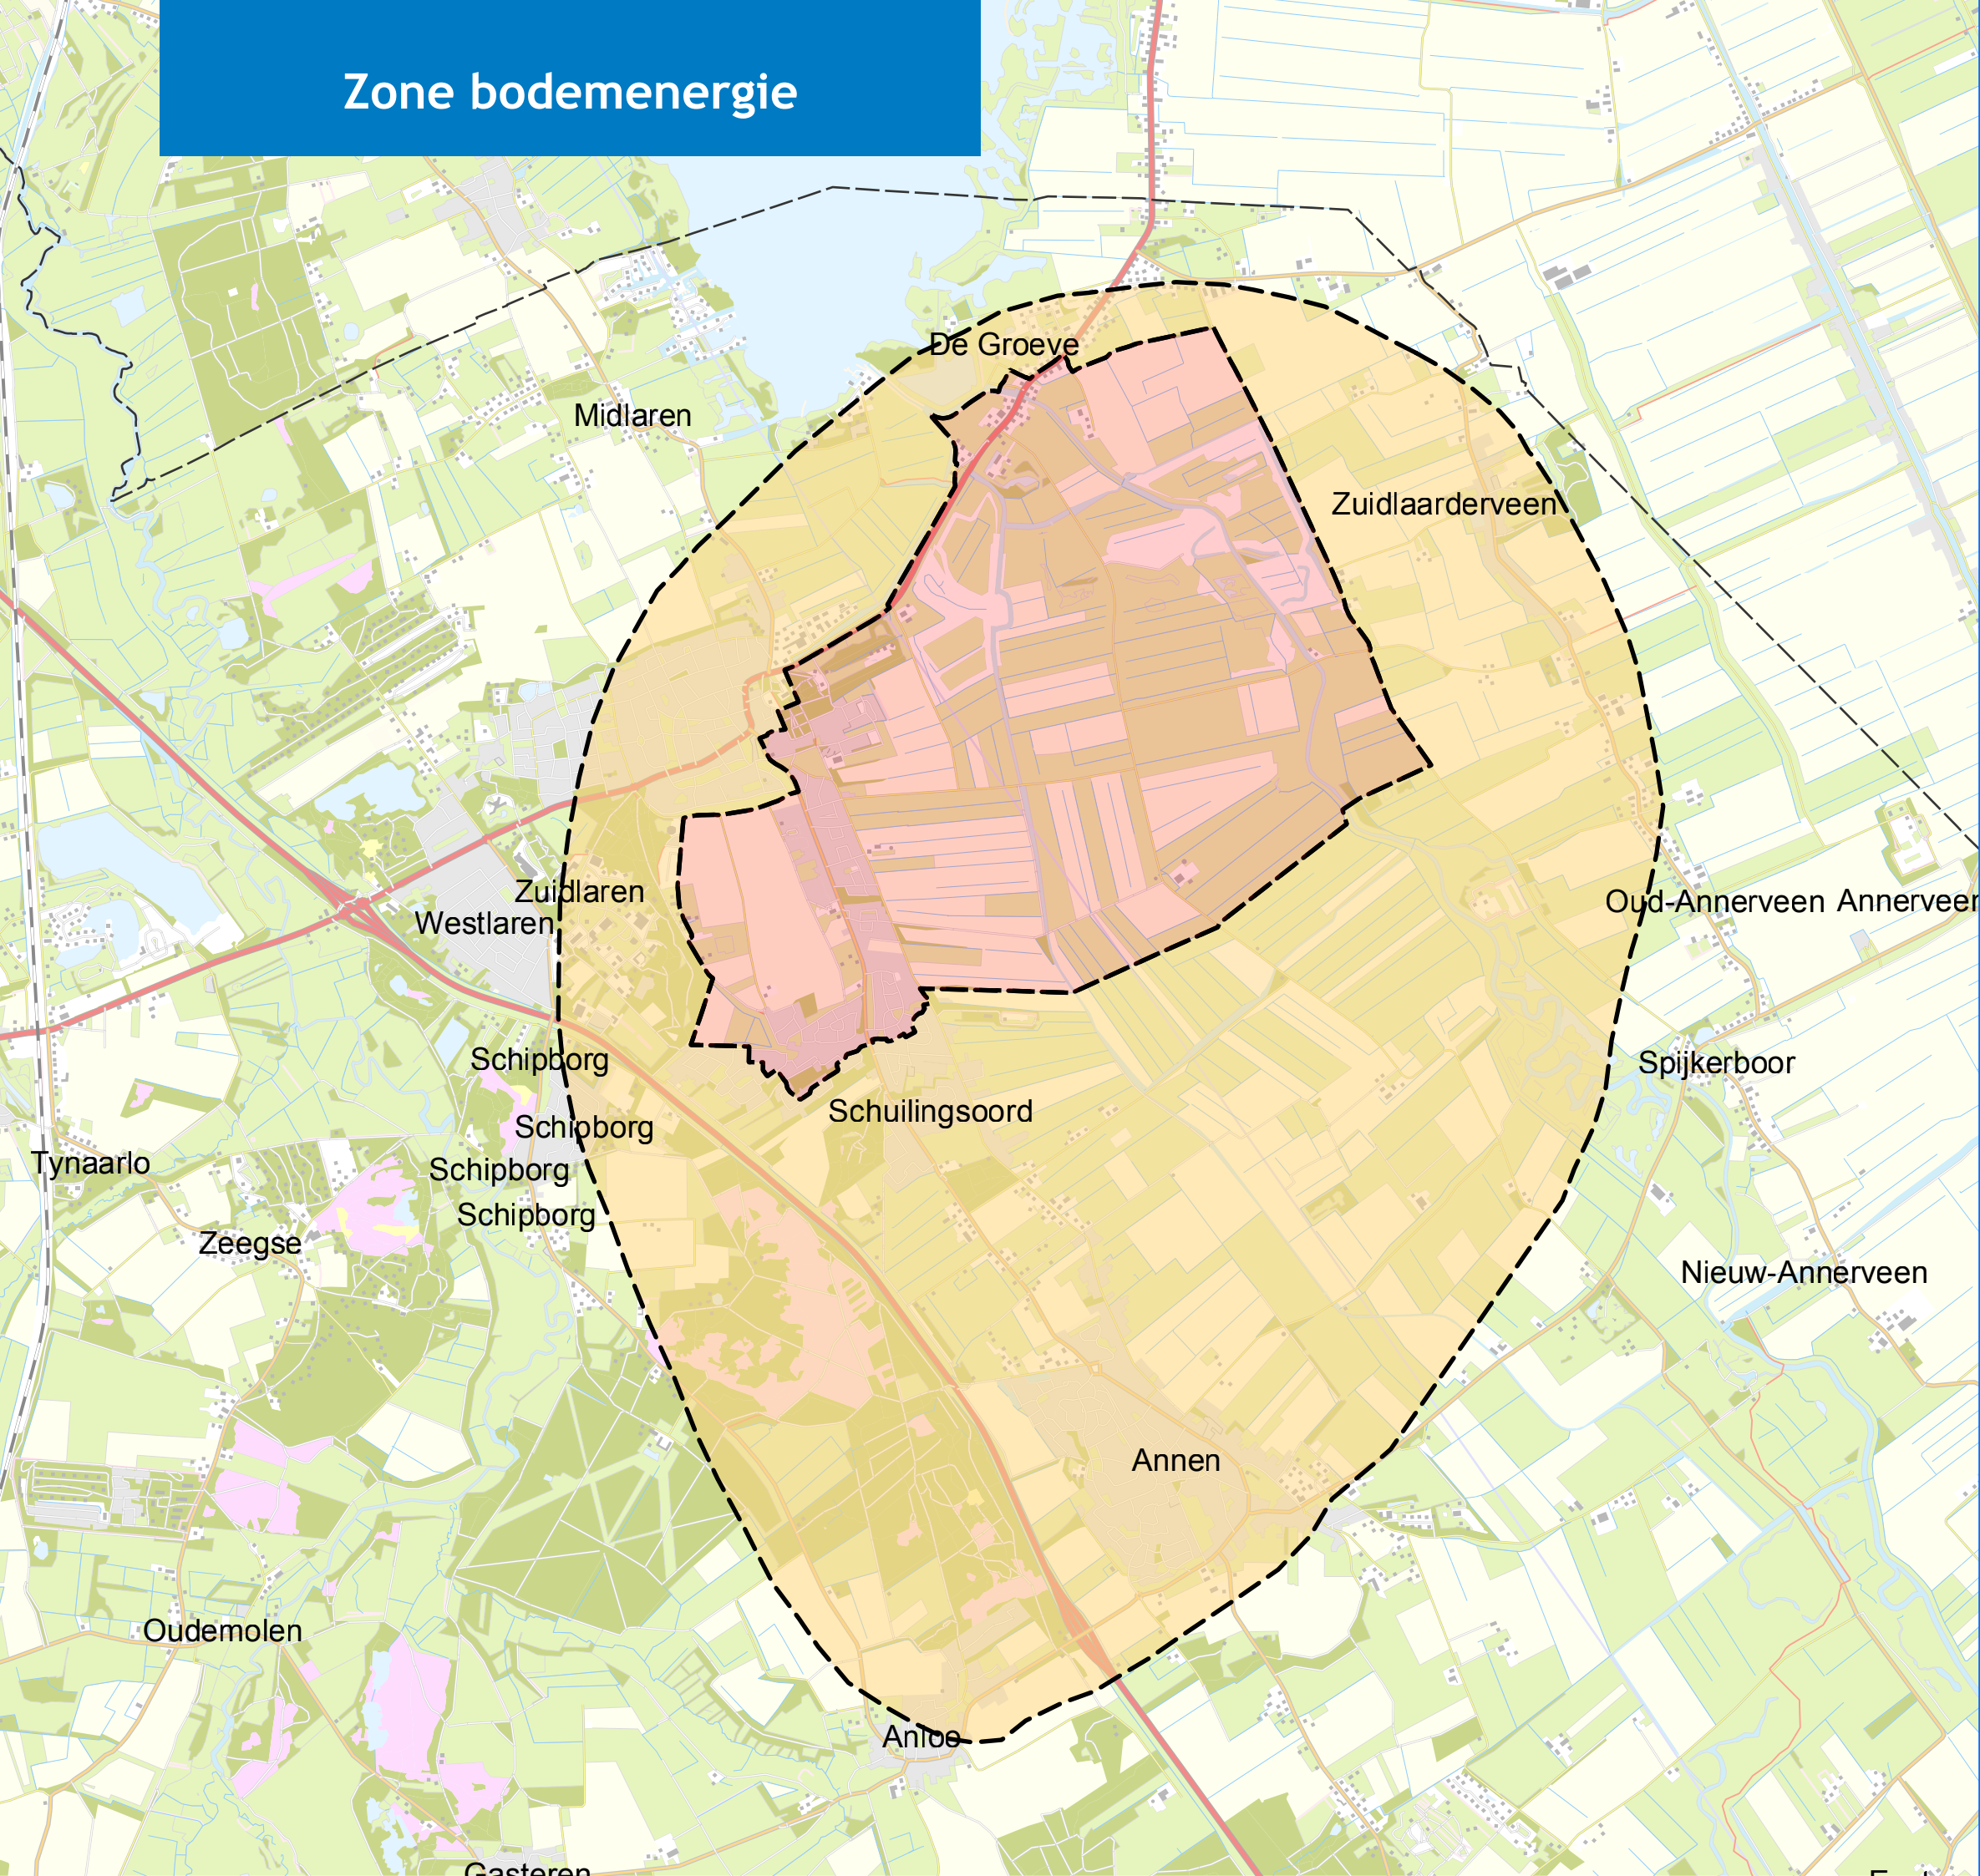 Zone bodemenergie
De Groeve
Midlaren
Zuidlaarderveen
Zuidlaren
Westlaren
Oud-Annerveen
Annerveen
Schipborg
Spijkerboor
Schuilingsoord
Schipborg
Tynaarlo
Schipborg
Schipborg
Zeegse
Nieuw-Annerveen
Annen
Oudemolen
Anloo
Gasteren